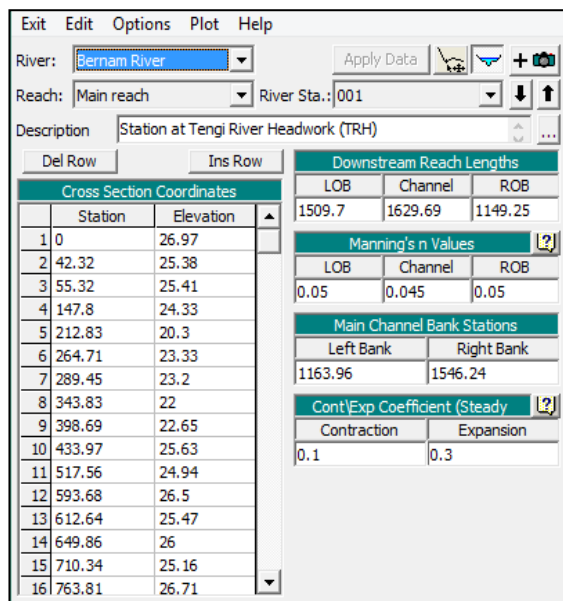 Exit Edit Options Plot Help
River: Bernam River Apply Data
Reach: Main reach River Sta.: 001
Description Station at Tengi River Headwork (TRH) ...
Del Row Ins Row
Cross Section Coordinates
Station Elevation
1 0 26.97
2 42.32 25.38
3 55.32 25.41
4 147.8 24.33
5 212.83 20.3
6 264.71 23.33
7 289.45 23.2
8 343.83 22
9 398.69 22.65
10 433.97 25.63
11 517.56 24.94
12 593.68 26.5
13 612.64 25.47
14 649.86 26
15 710.34 25.16
16 763.81 26.71
Downstream Reach Lengths
LOB Channel ROB
1509.7 1629.69 1149.25
Manning's n Values ?
LOB Channel ROB
0.05 0.045 0.05
Main Channel Bank Stations
Left Bank Right Bank
1163.96 1546.24
Cont\Exp Coefficient (Steady ?
Contraction Expansion
0.1 0.3